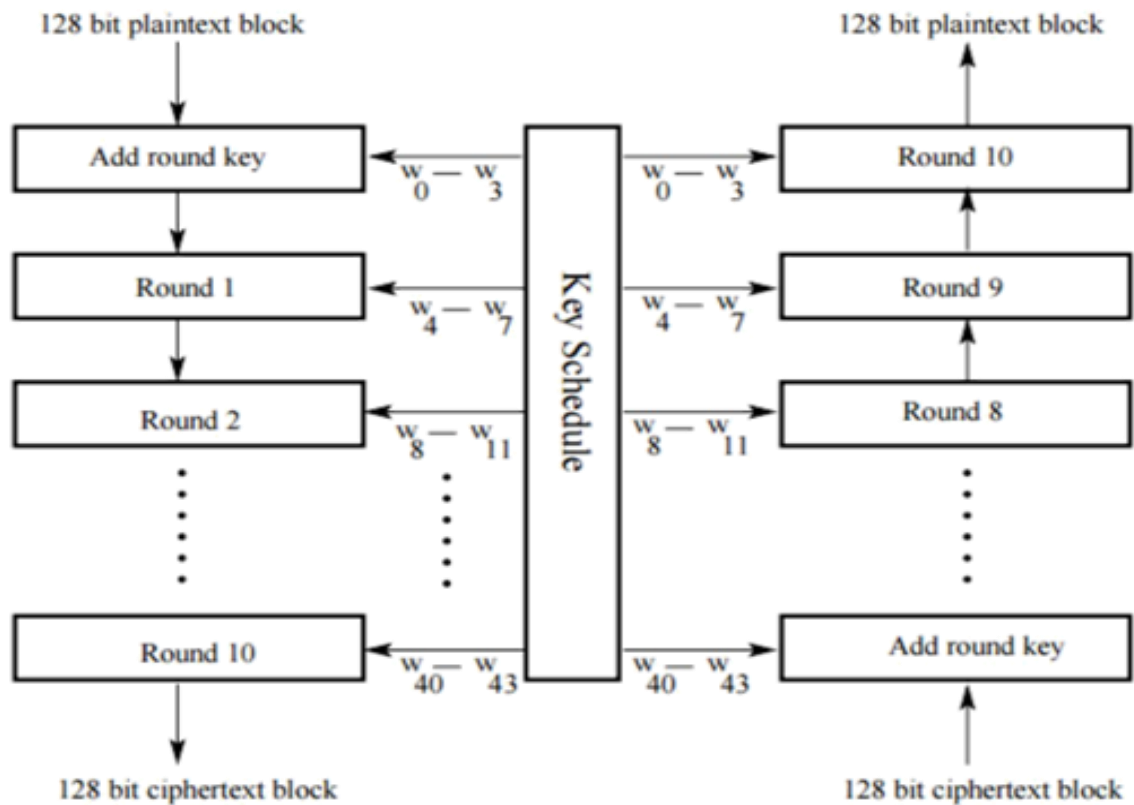 128 bit plaintext block
128 bit plaintext block
Add round key
w0 — w3
w0 — w3
Round 10
Round 1
w4 — w7
w4 — w7
Round 9
Key Schedule
Round 2
w8 — w11
w8 — w11
Round 8
Round 10
w40 — w43
w40 — w43
Add round key
128 bit ciphertext block
128 bit ciphertext block